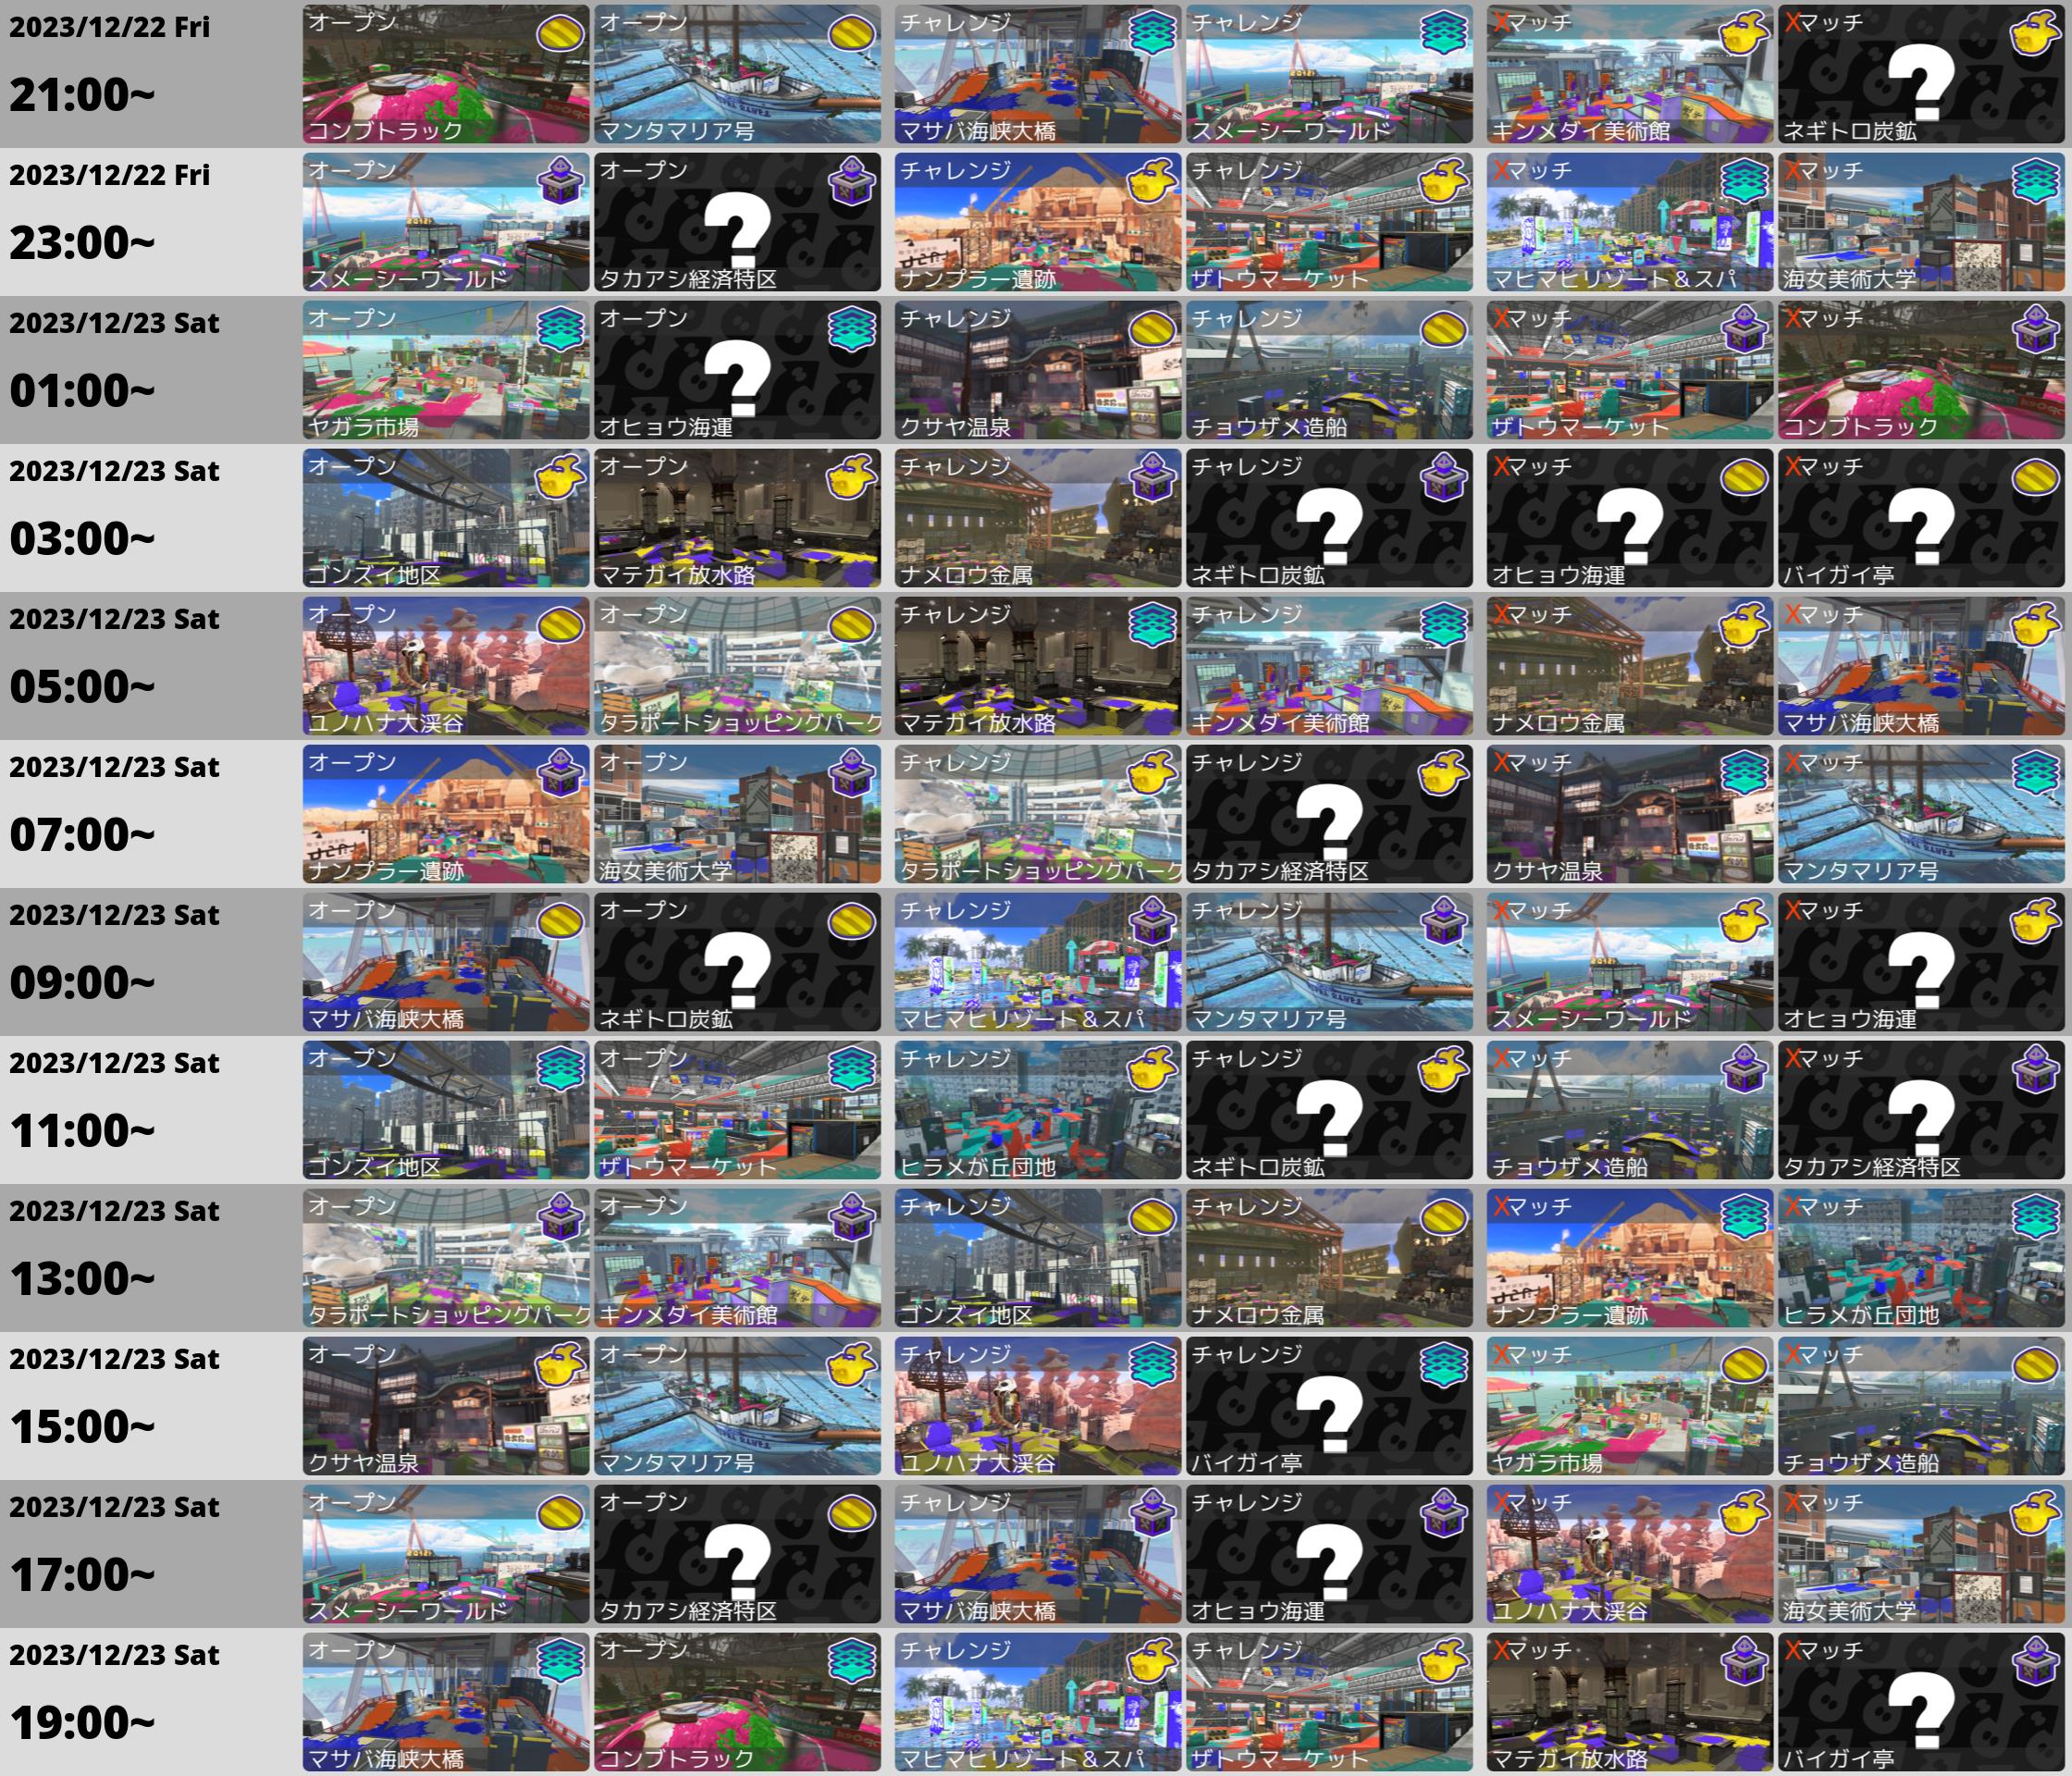 2023/12/22 Fri
21:00~
オープン オープン チャレンジ チャレンジ Xマッチ Xマッチ
コンブトラック マンタマリア号 マサバ海峡大橋 スメーシーワールド キンメダイ美術館 ネギトロ炭鉱
2023/12/22 Fri
23:00~
オープン オープン チャレンジ チャレンジ Xマッチ Xマッチ
スメーシーワールド タカアシ経済特区 ナンプラー遺跡 ザトウマーケット マヒマヒリゾート＆スパ 海女美術大学
2023/12/23 Sat
01:00~
オープン オープン チャレンジ チャレンジ Xマッチ Xマッチ
ヤガラ市場 オヒョウ海運 クサヤ温泉 チョウザメ造船 ザトウマーケット コンブトラック
2023/12/23 Sat
03:00~
オープン オープン チャレンジ チャレンジ Xマッチ Xマッチ
ゴンズイ地区 マテガイ放水路 ナメロウ金属 ネギトロ炭鉱 オヒョウ海運 バイガイ亭
2023/12/23 Sat
05:00~
オープン オープン チャレンジ チャレンジ Xマッチ Xマッチ
ユノハナ大渓谷 タラポートショッピングパーク マテガイ放水路 キンメダイ美術館 ナメロウ金属 マサバ海峡大橋
2023/12/23 Sat
07:00~
オープン オープン チャレンジ チャレンジ Xマッチ Xマッチ
ナンプラー遺跡 海女美術大学 タラポートショッピングパーク タカアシ経済特区 クサヤ温泉 マンタマリア号
2023/12/23 Sat
09:00~
オープン オープン チャレンジ チャレンジ Xマッチ Xマッチ
マサバ海峡大橋 ネギトロ炭鉱 マヒマヒリゾート＆スパ マンタマリア号 スメーシーワールド オヒョウ海運
2023/12/23 Sat
11:00~
オープン オープン チャレンジ チャレンジ Xマッチ Xマッチ
ゴンズイ地区 ザトウマーケット ヒラメが丘団地 ネギトロ炭鉱 チョウザメ造船 タカアシ経済特区
2023/12/23 Sat
13:00~
オープン オープン チャレンジ チャレンジ Xマッチ Xマッチ
タラポートショッピングパーク キンメダイ美術館 ゴンズイ地区 ナメロウ金属 ナンプラー遺跡 ヒラメが丘団地
2023/12/23 Sat
15:00~
オープン オープン チャレンジ チャレンジ Xマッチ Xマッチ
クサヤ温泉 マンタマリア号 ユノハナ大渓谷 バイガイ亭 ヤガラ市場 チョウザメ造船
2023/12/23 Sat
17:00~
オープン オープン チャレンジ チャレンジ Xマッチ Xマッチ
スメーシーワールド タカアシ経済特区 マサバ海峡大橋 オヒョウ海運 ユノハナ大渓谷 海女美術大学
2023/12/23 Sat
19:00~
オープン オープン チャレンジ チャレンジ Xマッチ Xマッチ
マサバ海峡大橋 コンブトラック マヒマヒリゾート＆スパ ザトウマーケット マテガイ放水路 バイガイ亭